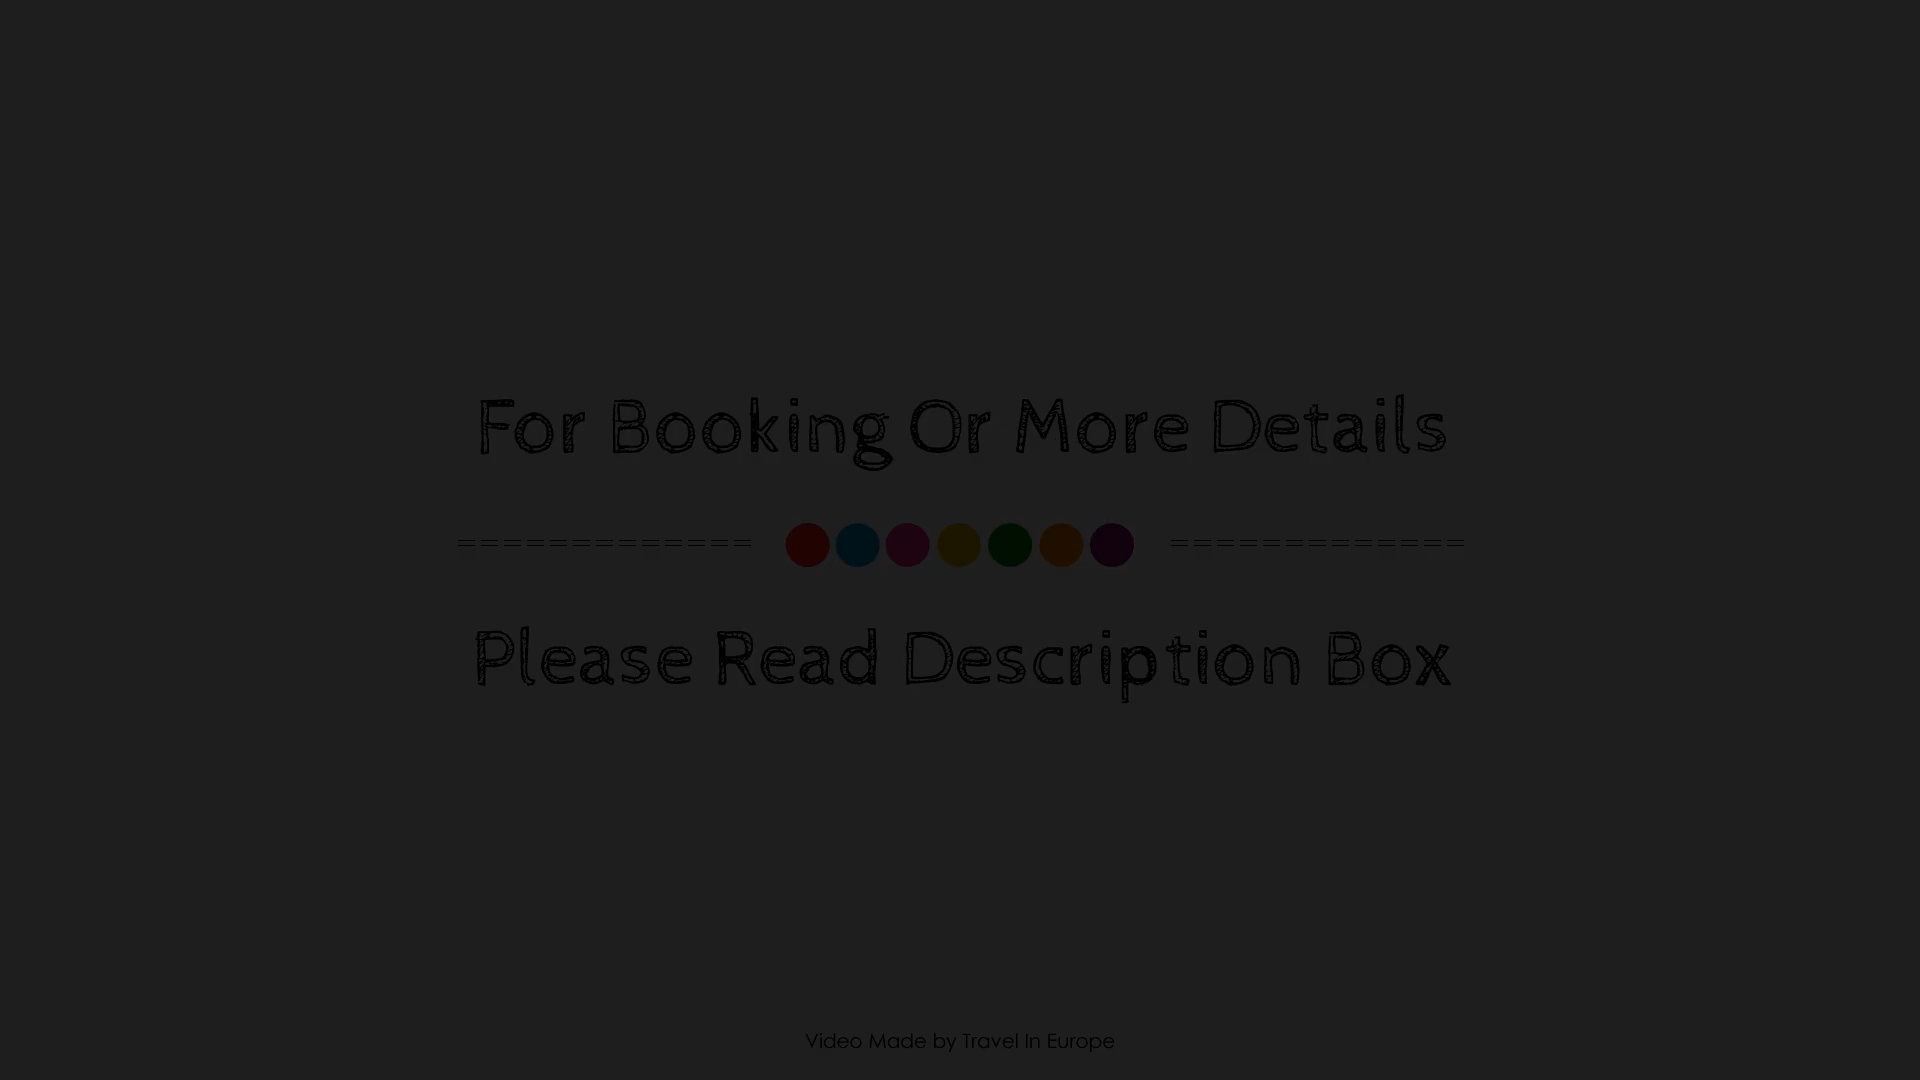 For Booking Or More Details
============= =============
Please Read Description Box
Video Made by Travel In Europe